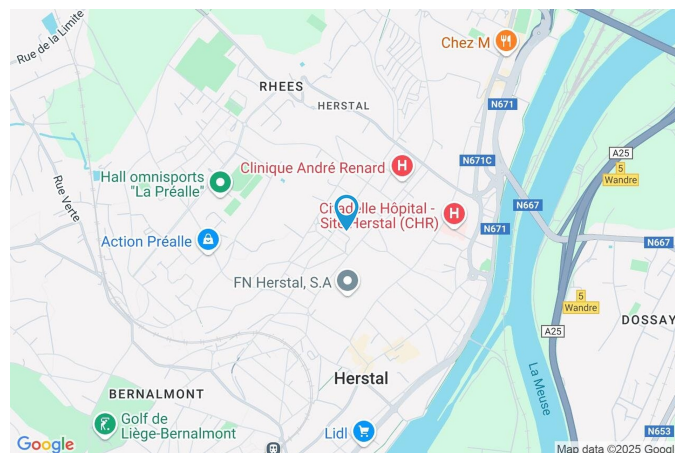 Rue de la Limite
Chez M
RHEES
N671
HERSTAL
A25
N671C
5
Wandre
Clinique André Renard
Hall omnisports
"La Préalle"
Rue Verte
N667
Citadelle Hôpital -
Site Herstal (CHR)
N671
N667
Action Préalle
FN Herstal, S.A
5
Wandre
DOSSAY
A25
Herstal
La Meuse
BERNALMONT
Golf de
Liège-Bernalmont
Lidl
N653
Google
Map data ©2025 Google